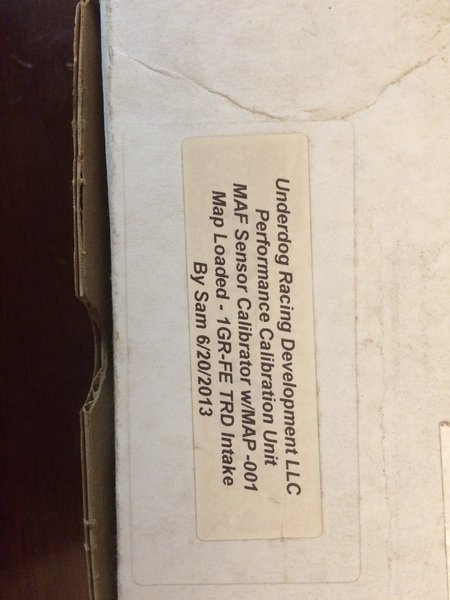 Underdog Racing Development LLC
Performance Calibration Unit
MAF Sensor Calibrator w/MAP -001
Map Loaded - 1GR-FE TRD Intake
By Sam 6/20/2013